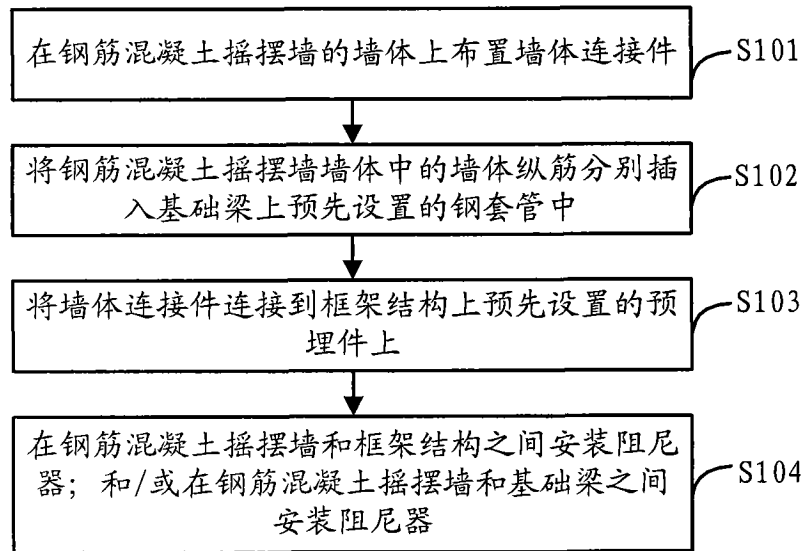 在钢筋混凝土摇摆墙的墙体上布置墙体连接件
S101
将钢筋混凝土摇摆墙墙体中的墙体纵筋分别插
入基础梁上预先设置的钢套管中
S102
将墙体连接件连接到框架结构上预先设置的预
埋件上
S103
在钢筋混凝土摇摆墙和框架结构之间安装阻尼
器；和/或在钢筋混凝土摇摆墙和基础梁之间
安装阻尼器
S104